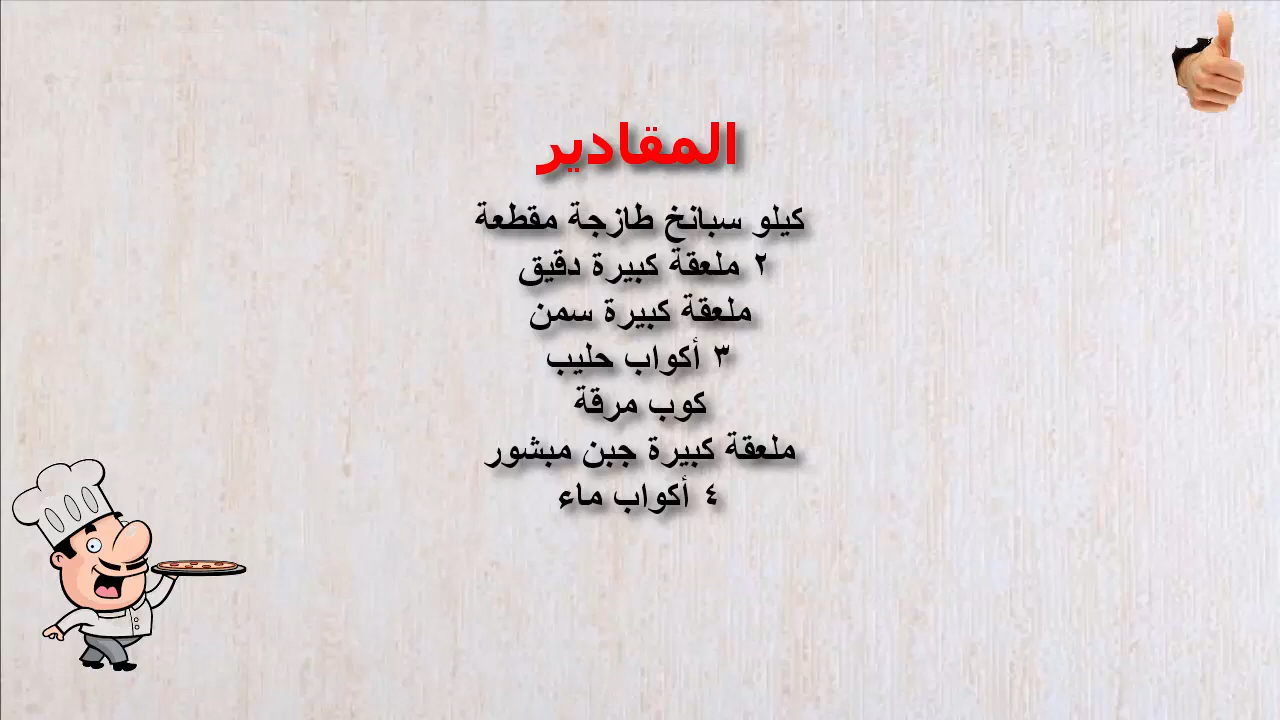 المقادير
كيلو سبانخ طازجة مقطعة
٢ ملعقة كبيرة دقيق
ملعقة كبيرة سمن
٣ أكواب حليب
كوب مرقة
ملعقة كبيرة جبن مبشور
٤ أكواب ماء